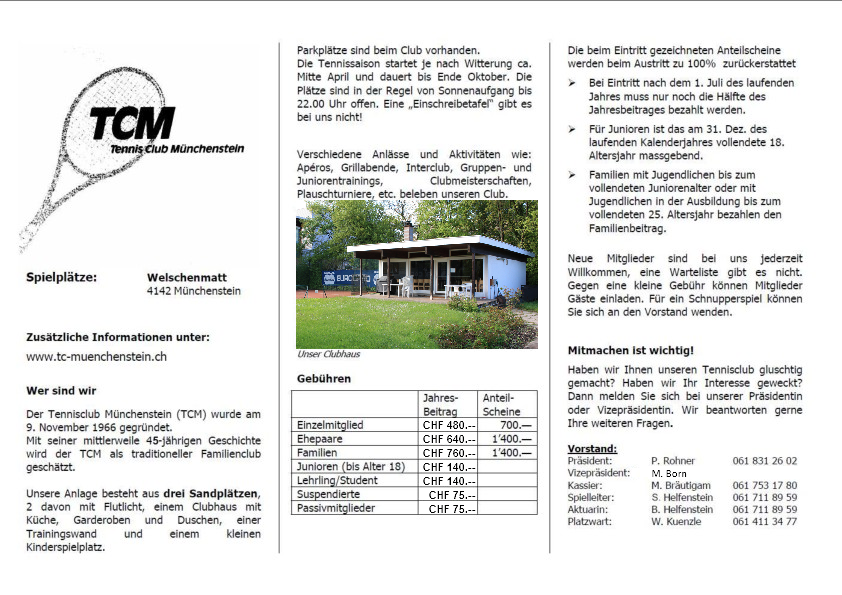 TCM
Tennis Club Münchenstein
Spielplätze: Welschenmatt
4142 Münchenstein
Zusätzliche Informationen unter:
www.tc-muenchenstein.ch
Wer sind wir
Der Tennisclub Münchenstein (TCM) wurde am
9. November 1966 gegründet.
Mit seiner mittlerweile 45-jährigen Geschichte
wird der TCM als traditioneller Familienclub
geschätzt.
Unsere Anlage besteht aus drei Sandplätzen,
2 davon mit Flutlicht, einem Clubhaus mit
Küche, Garderoben und Duschen, einer
Trainingswand und einem kleinen
Kinderspielplatz.
Parkplätze sind beim Club vorhanden.
Die Tennissaison startet je nach Witterung ca.
Mitte April und dauert bis Ende Oktober. Die
Plätze sind in der Regel von Sonnenaufgang bis
22.00 Uhr offen. Eine „Einschreibetafel" gibt es
bei uns nicht!
Verschiedene Anlässe und Aktivitäten wie:
Apéros, Grillabende, Interclub, Gruppen- und
Juniorentrainings, Clubmeisterschaften,
Plauschturniere, etc. beleben unseren Club.
Unser Clubhaus
Gebühren
Jahres- Anteil-
Beitrag Scheine
Einzelmitglied CHF 480.-- 700.—
Ehepaare CHF 640.-- 1'400.—
Familien CHF 760.-- 1'400.—
Junioren (bis Alter 18) CHF 140.--
Lehrling/Student CHF 140.--
Suspendierte CHF 75.--
Passivmitglieder CHF 75.--
Die beim Eintritt gezeichneten Anteilscheine
werden beim Austritt zu 100% zurückerstattet
➢ Bei Eintritt nach dem 1. Juli des laufenden
Jahres muss nur noch die Hälfte des
Jahresbeitrages bezahlt werden.
➢ Für Junioren ist das am 31. Dez. des
laufenden Kalenderjahres vollendete 18.
Altersjahr massgebend.
➢ Familien mit Jugendlichen bis zum
vollendeten Juniorenalter oder mit
Jugendlichen in der Ausbildung bis zum
vollendeten 25. Altersjahr bezahlen den
Familienbeitrag.
Neue Mitglieder sind bei uns jederzeit
Willkommen, eine Warteliste gibt es nicht.
Gegen eine kleine Gebühr können Mitglieder
Gäste einladen. Für ein Schnupperspiel können
Sie sich an den Vorstand wenden.
Mitmachen ist wichtig!
Haben wir Ihnen unseren Tennisclub gluschtig
gemacht? Haben wir Ihr Interesse geweckt?
Dann melden Sie sich bei unserer Präsidentin
oder Vizepräsidentin. Wir beantworten gerne
Ihre weiteren Fragen.
Vorstand:
Präsident: P. Rohner 061 831 26 02
Vizepräsident: M. Born
Kassier: M. Bräutigam 061 753 17 80
Spielleiter: S. Helfenstein 061 711 89 59
Aktuarin: B. Helfenstein 061 711 89 59
Platzwart: W. Kuenzle 061 411 34 77